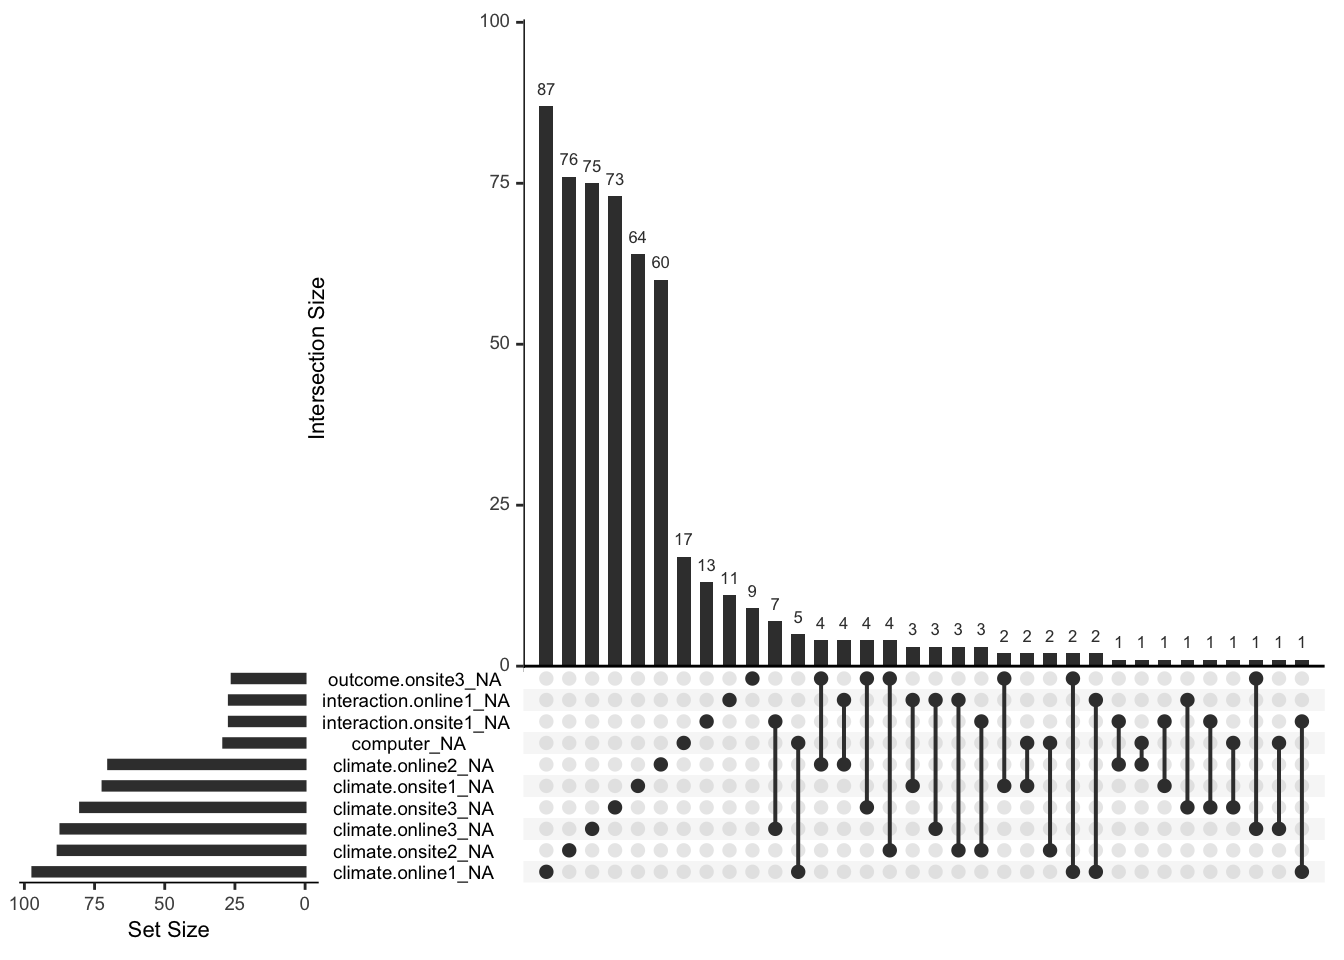 100
87
76 75 73
75
64
60
50
Intersection Size
25
17
13
11
9
7
5
4 4 4 4
3 3 3 3
2 2 2 2 2
1 1 1 1 1 1 1 1 1
0
outcome.onsite3_NA
interaction.online1_NA
interaction.onsite1_NA
computer_NA
climate.online2_NA
climate.onsite1_NA
climate.onsite3_NA
climate.online3_NA
climate.onsite2_NA
climate.online1_NA
100 75 50 25 0
Set Size